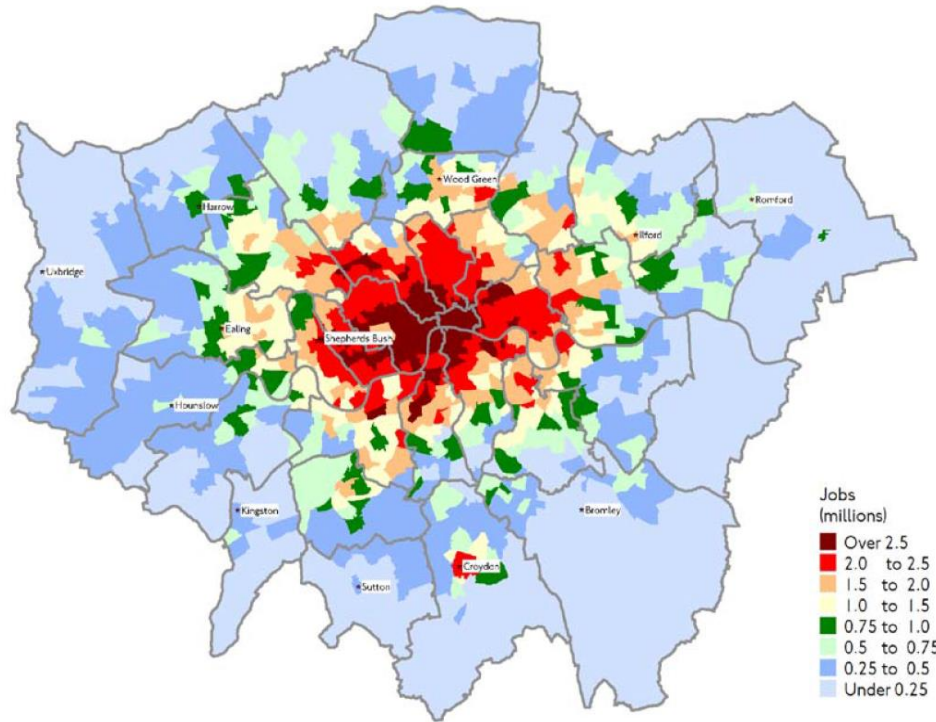 Wood Green
Harrow
Romford
Ilford
Uxbridge
Ealing
Shepherds Bush
Hounslow
Kingston
Bromley
Croydon
Sutton
Jobs
(millions)
Over 2.5
2.0 to 2.5
1.5 to 2.0
1.0 to 1.5
0.75 to 1.0
0.5 to 0.75
0.25 to 0.5
Under 0.25